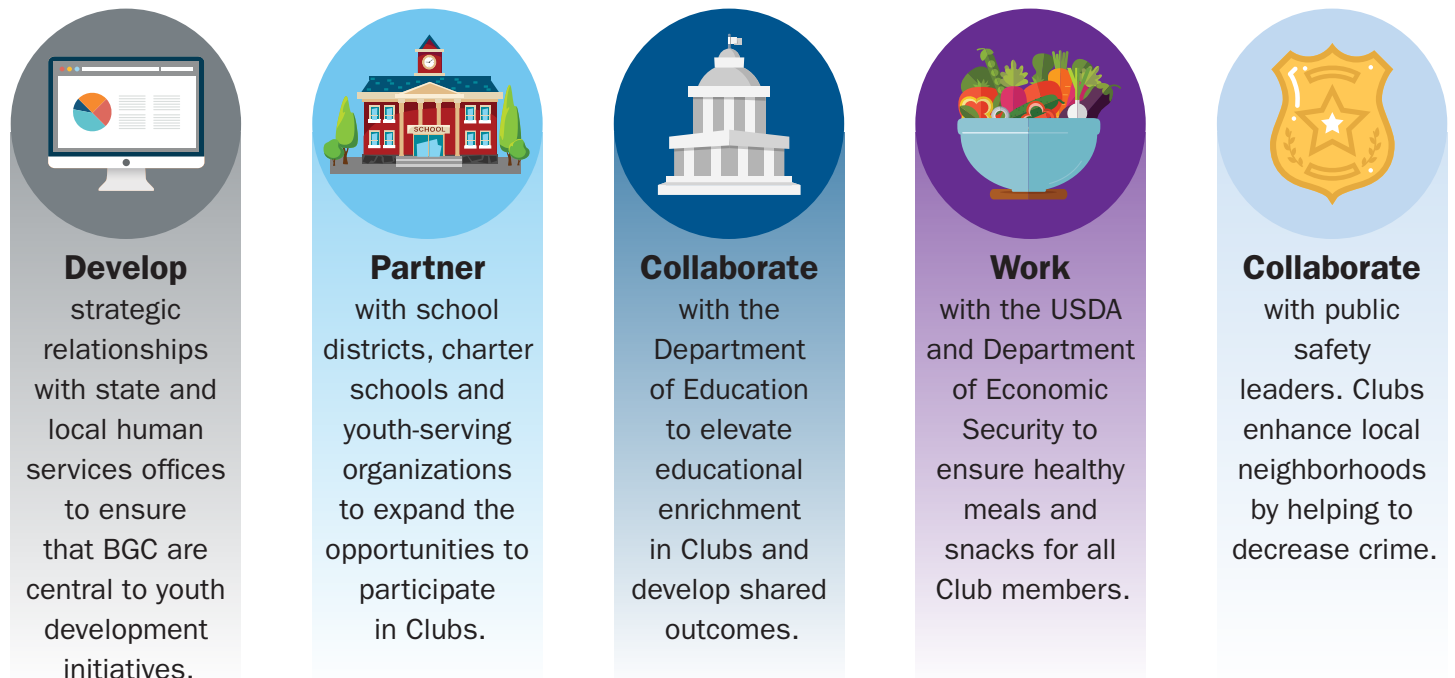 SCHOOL
Develop
strategic
relationships
with state and
local human
services offices
to ensure
that BGC are
central to youth
development
initiatives.
Partner
with school
districts, charter
schools and
youth-serving
organizations
to expand the
opportunities to
participate
in Clubs.
Collaborate
with the
Department
of Education
to elevate
educational
enrichment
in Clubs and
develop shared
outcomes.
Work
with the USDA
and Department
of Economic
Security to
ensure healthy
meals and
snacks for all
Club members.
Collaborate
with public
safety
leaders. Clubs
enhance local
neighborhoods
by helping to
decrease crime.